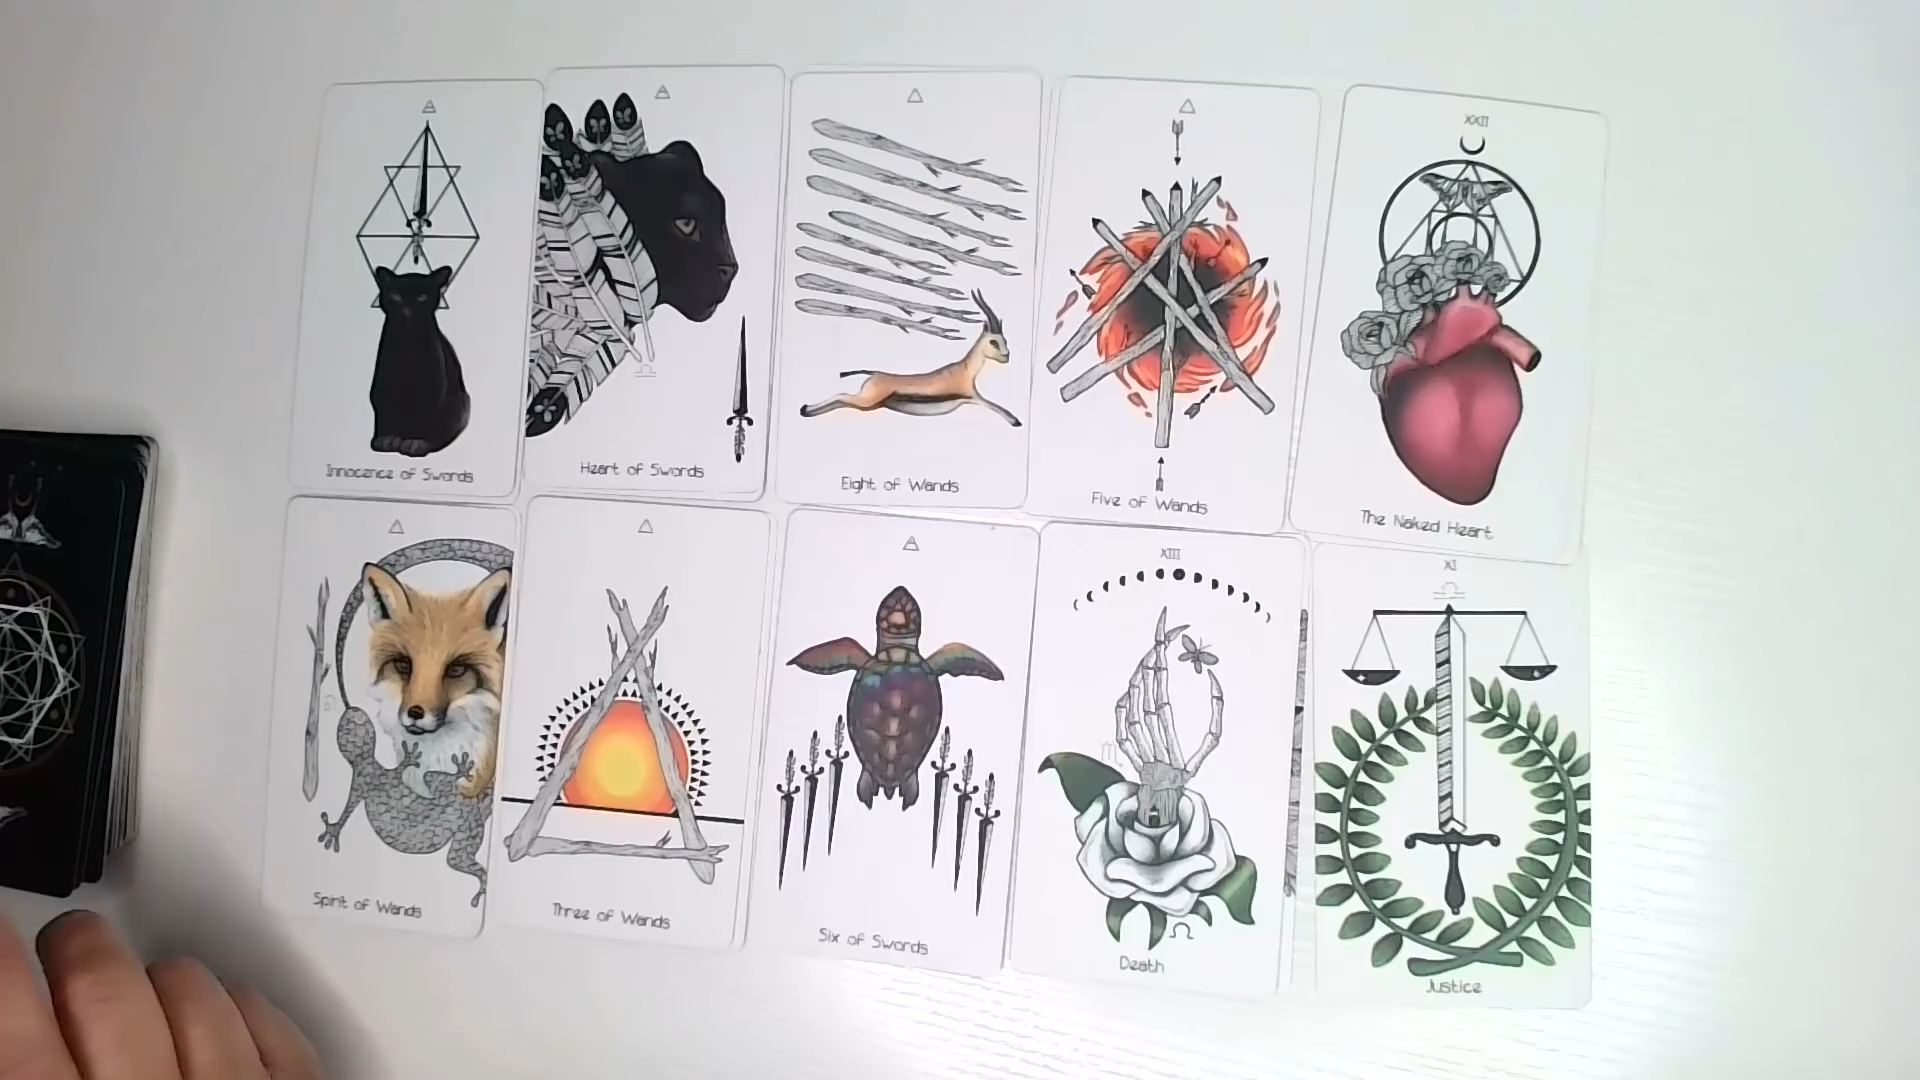 Innocence of Swords
Heart of Swords
Eight of Wands
Five of Wands
XXII
The Naked Heart
Spirit of Wands
Three of Wands
Six of Swords
XIII
Death
XI
Justice